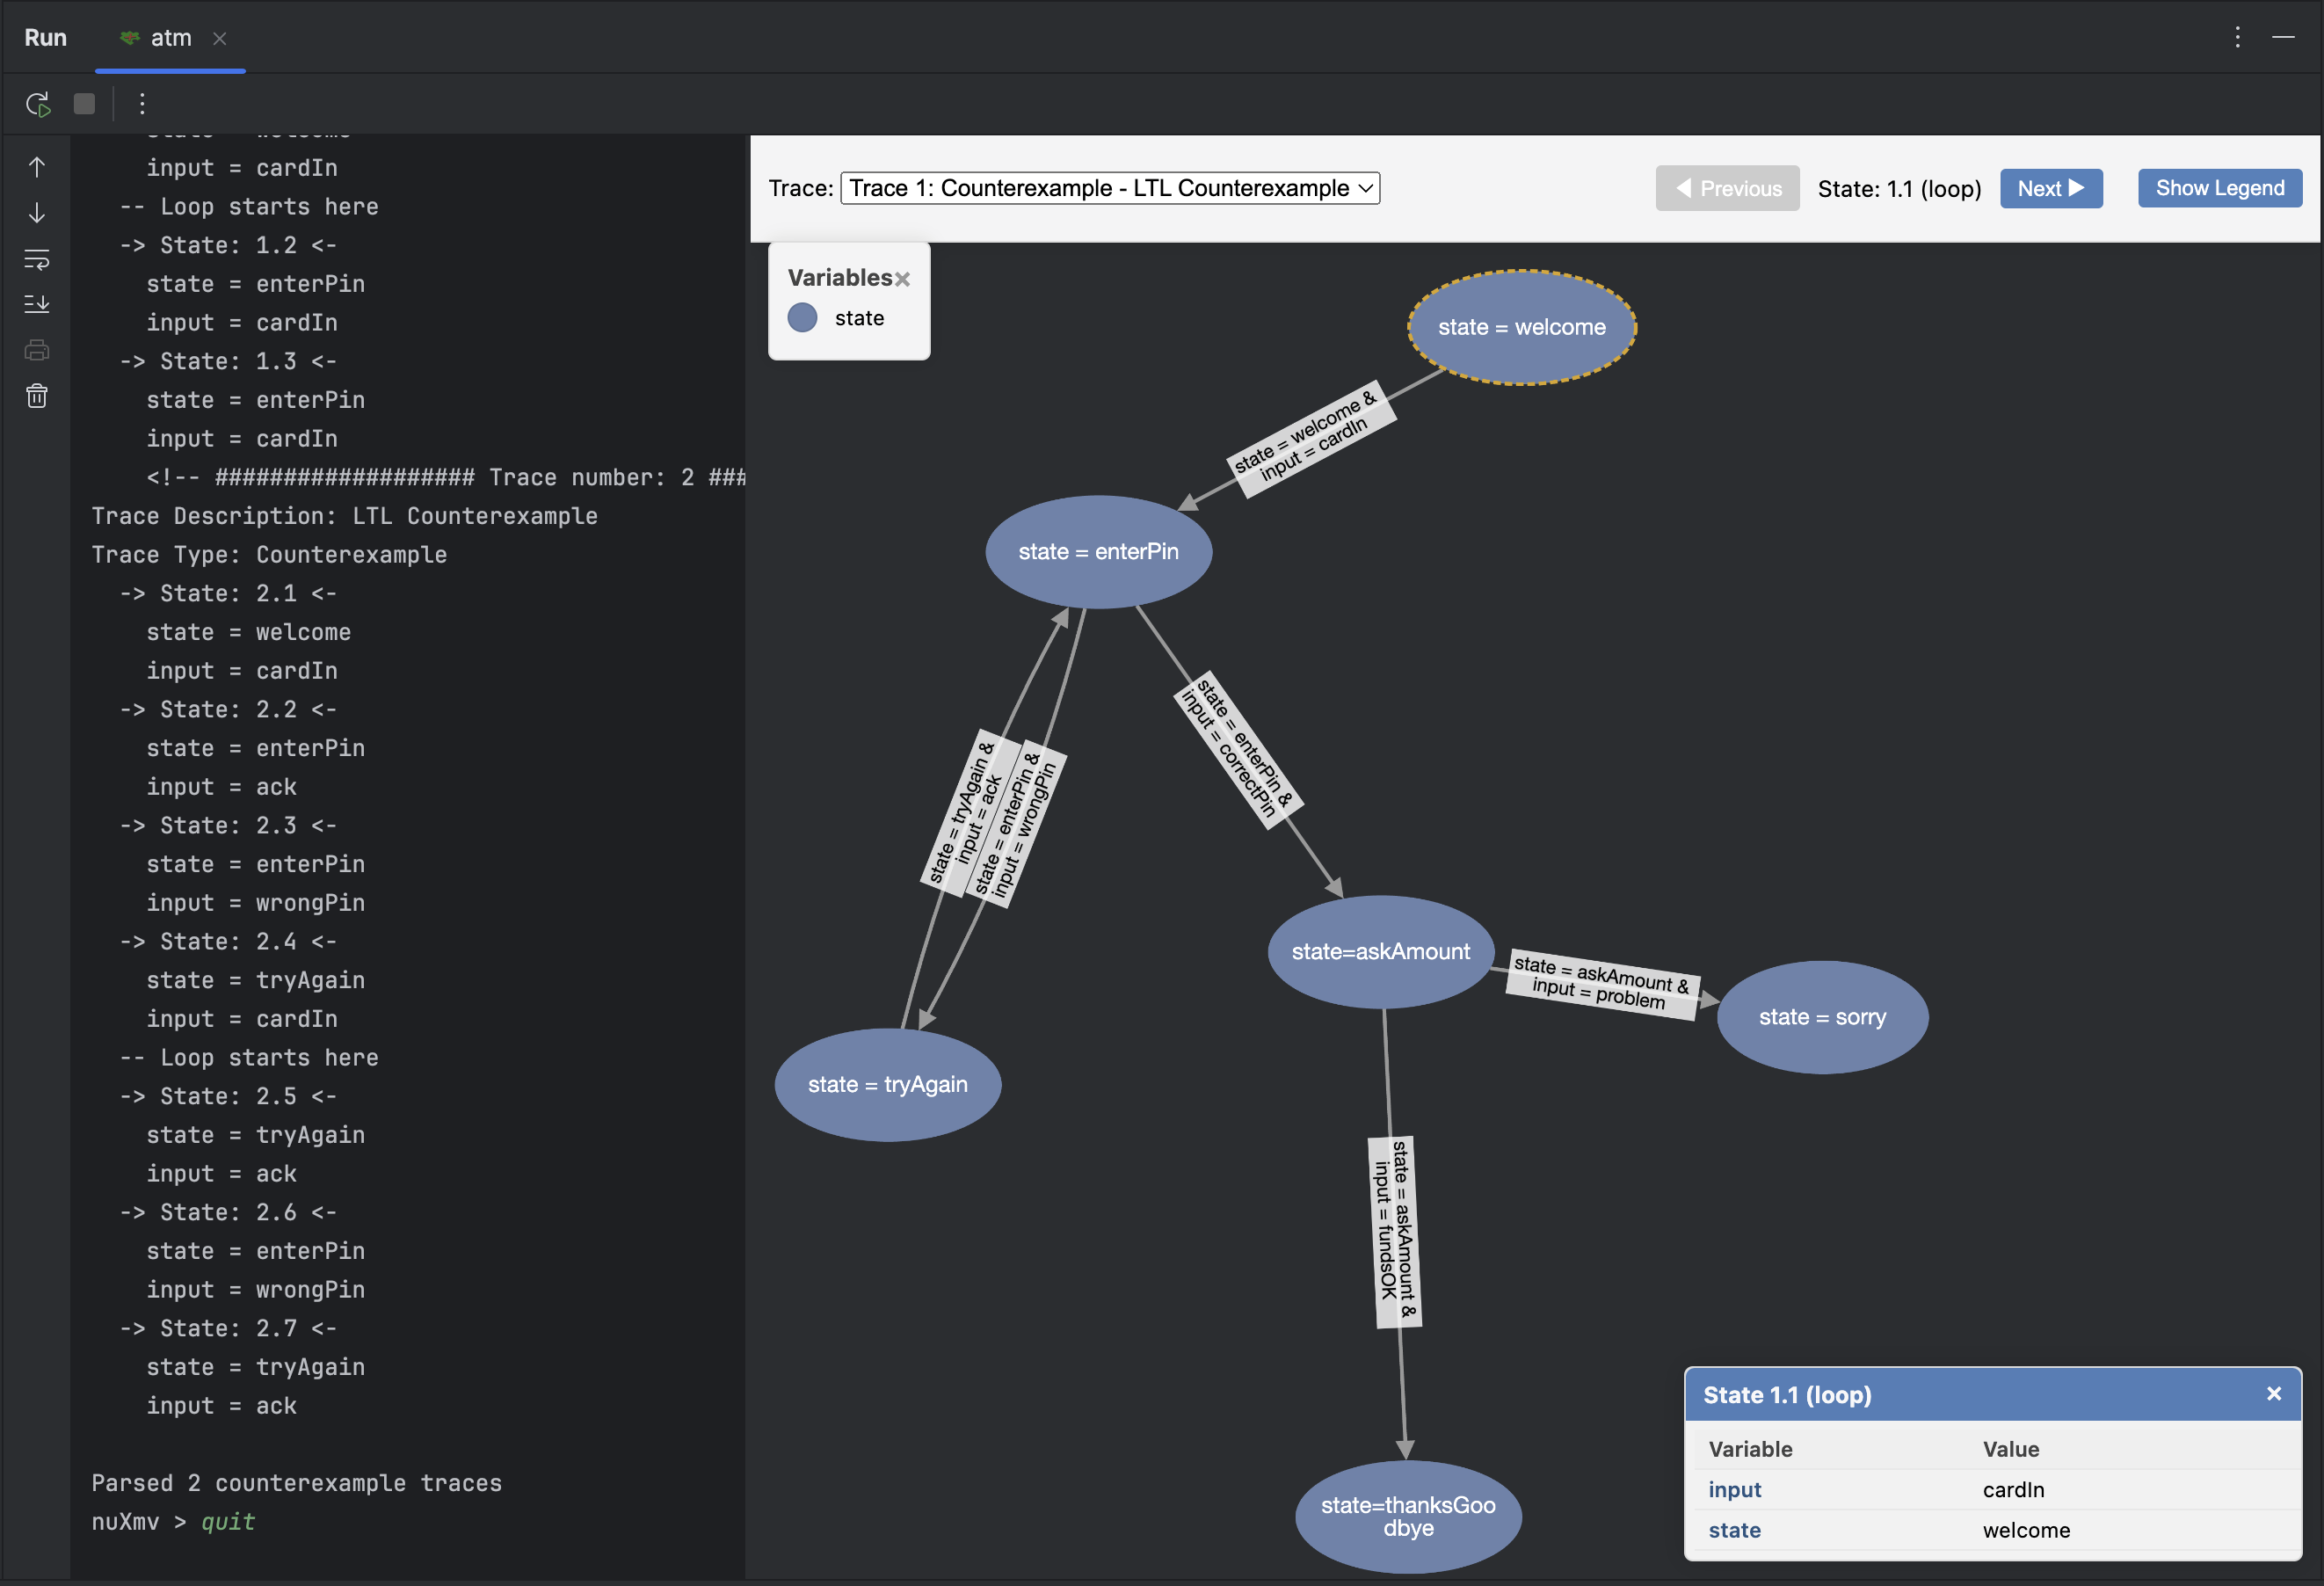 Run
atm
input = cardIn
-- Loop starts here
-> State: 1.2 <-
state = enterPin
input = cardIn
-> State: 1.3 <-
state = enterPin
input = cardIn
<!-- ################### Trace number: 2 ###
Trace Description: LTL Counterexample
Trace Type: Counterexample
-> State: 2.1 <-
state = welcome
input = cardIn
-> State: 2.2 <-
state = enterPin
input = ack
-> State: 2.3 <-
state = enterPin
input = wrongPin
-> State: 2.4 <-
state = tryAgain
input = cardIn
-- Loop starts here
-> State: 2.5 <-
state = tryAgain
input = ack
-> State: 2.6 <-
state = enterPin
input = wrongPin
-> State: 2.7 <-
state = tryAgain
input = ack
Parsed 2 counterexample traces
nuXmv > quit
Trace: Trace 1: Counterexample - LTL Counterexample
Previous
State: 1.1 (loop)
Next
Show Legend
Variables
state
state = welcome
state = welcome &
input = cardIn
state = enterPin
state = tryAgain &
input = ack
state = enterPin &
input = wrongPin
state = enterPin &
input = correctPin
state=askAmount
state = askAmount &
input = problem
state = sorry
state = tryAgain
state = askAmount &
input = fundsOK
state=thanksGoo
dbye
State 1.1 (loop)
Variable Value
input cardIn
state welcome